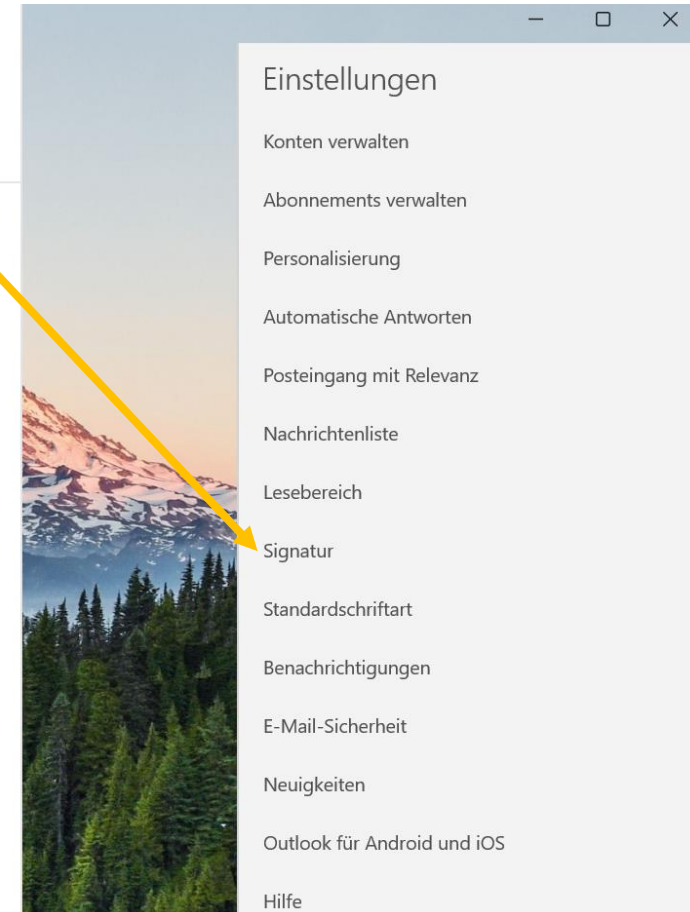 Einstellungen
Konten verwalten
Abonnements verwalten
Personalisierung
Automatische Antworten
Posteingang mit Relevanz
Nachrichtenliste
Lesebereich
Signatur
Standardschriftart
Benachrichtigungen
E-Mail-Sicherheit
Neuigkeiten
Outlook für Android und iOS
Hilfe